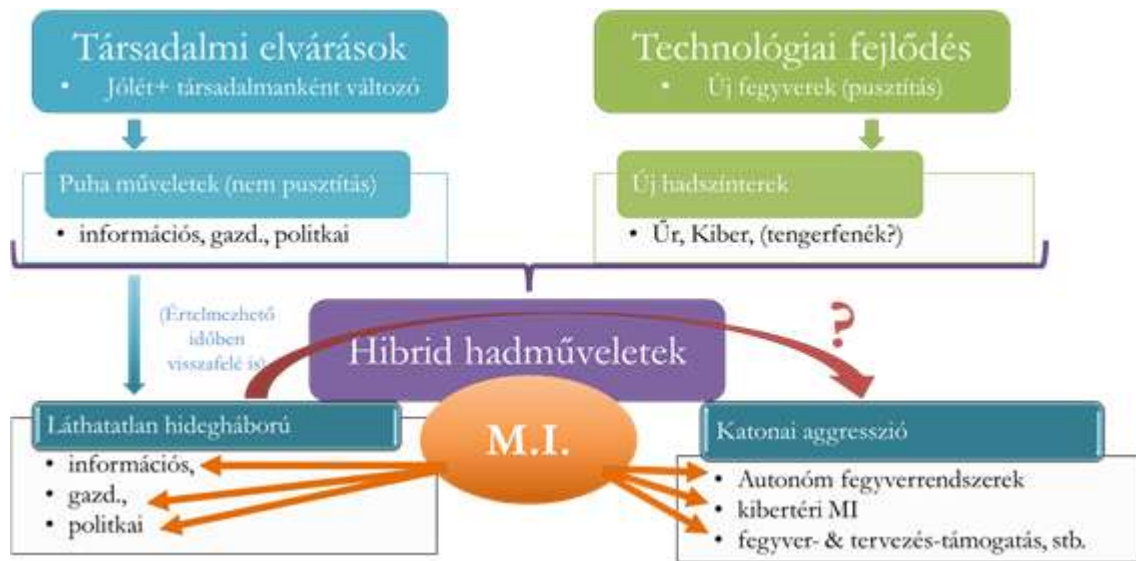 Társadalmi elvárások
• Jólét+ társadalmanként változó
Technológiai fejlődés
• Új fegyverek (pusztítás)
Puha műveletek (nem pusztítás)
• információs, gazd., politkai
Új hadszínterek
• Űr, Kiber, (tengerfenék?)
(Értelmezhető
időben
visszafelé is)
Hibrid hadműveletek
?
Láthatatlan hidegháború
• információs,
• gazd.,
• politkai
M.I.
Katonai aggresszió
• Autonóm fegyverrendszerek
• kibertéri MI
• fegyver- & tervezés-támogatás, stb.